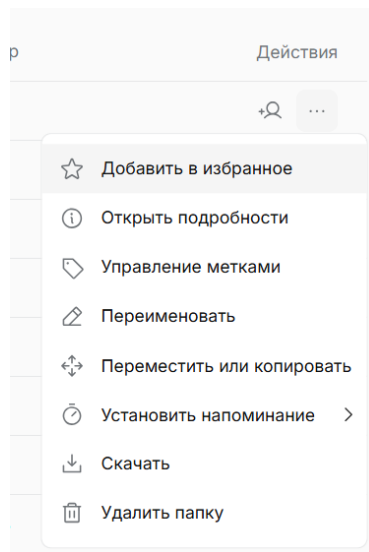 р
Действия
Добавить в избранное
Открыть подробности
Управление метками
Переименовать
Переместить или копировать
Установить напоминание
Скачать
Удалить папку